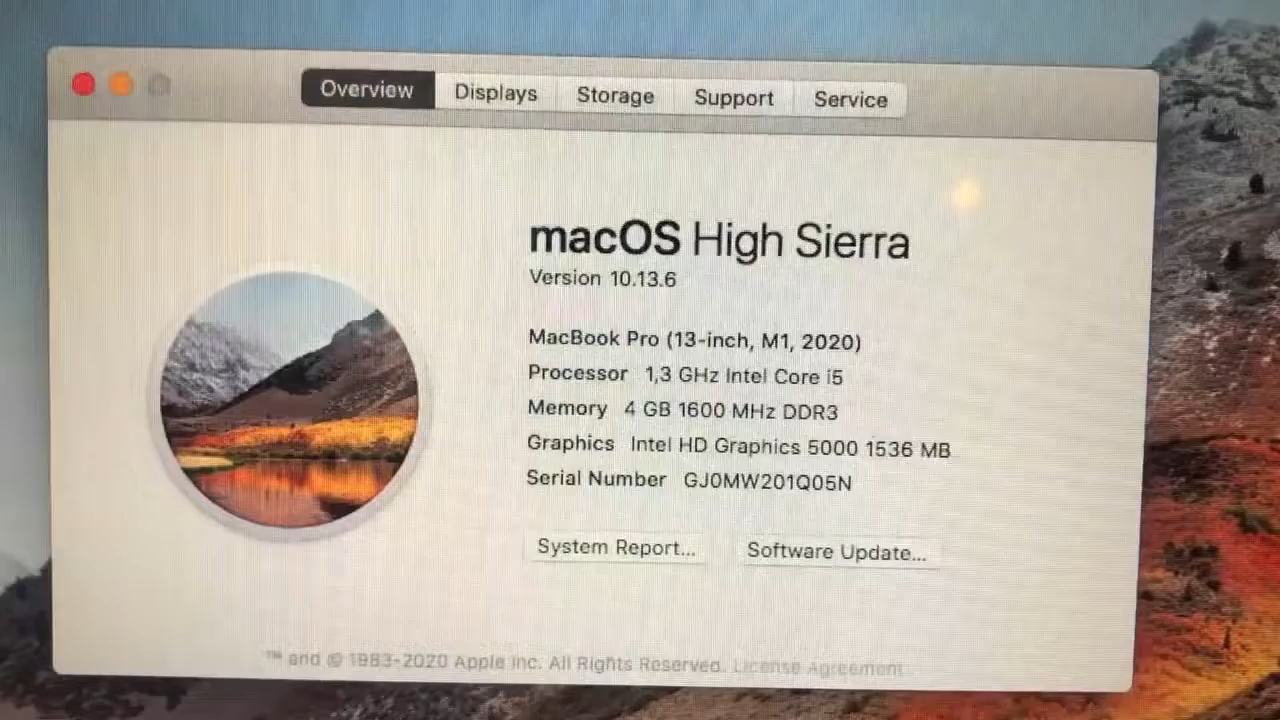 Overview Displays Storage Support Service
macOS High Sierra
Version 10.13.6
MacBook Pro (13-inch, M1, 2020)
Processor 1,3 GHz Intel Core i5
Memory 4 GB 1600 MHz DDR3
Graphics Intel HD Graphics 5000 1536 MB
Serial Number GJ0MW201Q05N
System Report... Software Update...
™ and © 1983-2020 Apple Inc. All Rights Reserved. License Agreement